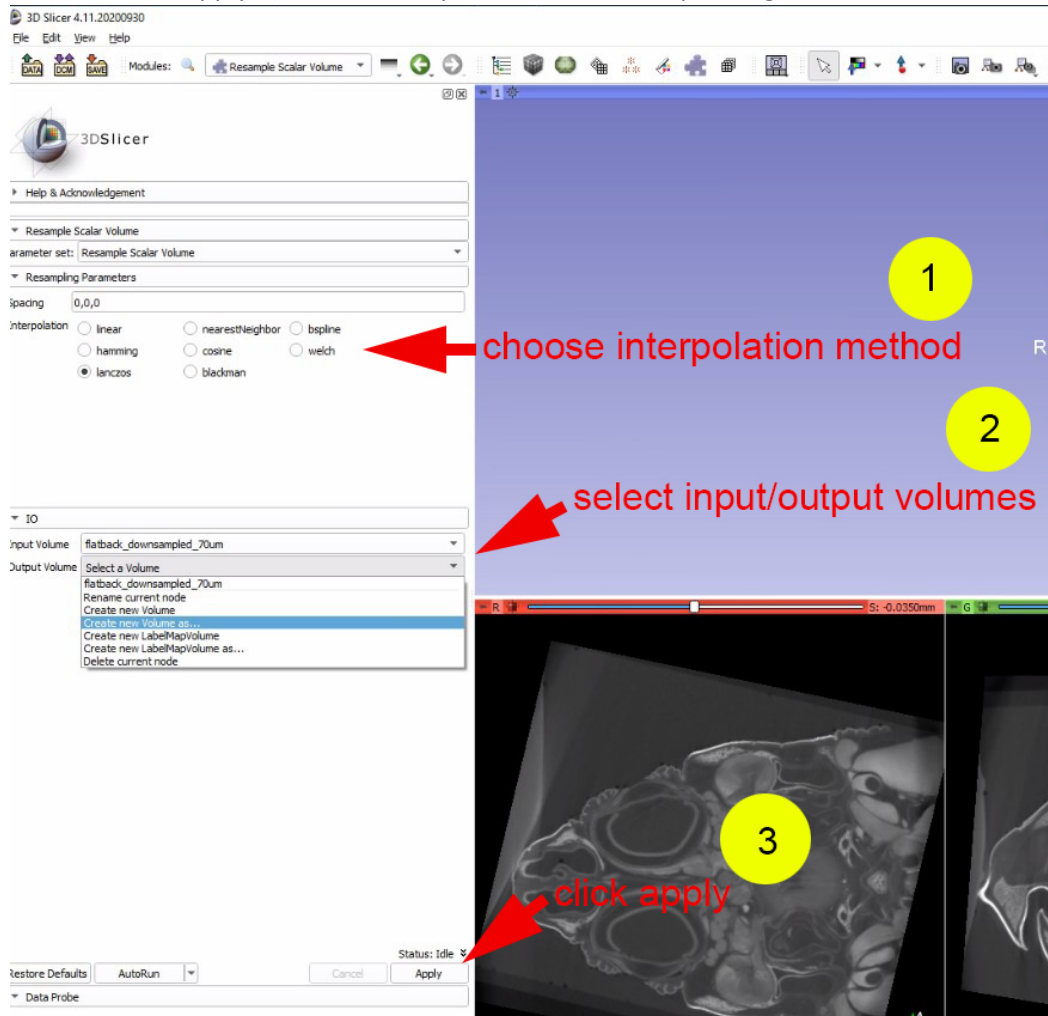 3D Slicer 4.11.20200930
File Edit View Help
DATA DCM SAVE Modules: Resample Scalar Volume
1
3DSlicer
Help & Acknowledgement
Resample Scalar Volume
arameter set: Resample Scalar Volume
Resampling Parameters
Spacing 0,0,0
Interpolation linear nearestNeighbor bspline
hamming cosine welch
lanczos blackman
1
choose interpolation method
R
2
select input/output volumes
IO
Input Volume flatback_downsampled_70um
Output Volume Select a Volume
flatback_downsampled_70um
Rename current node
Create new Volume
Create new Volume as...
Create new LabelMapVolume
Create new LabelMapVolume as...
Delete current node
R S: -0.0350mm G
3
click apply
Status: Idle
Restore Defaults AutoRun Cancel Apply
Data Probe